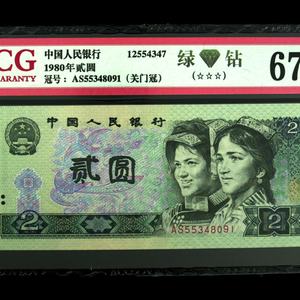 CG
ARANTY
中国人民银行
12554347
1980年贰圆
冠号：AS55348091（关门冠）
绿 钻
(☆☆☆)
67
中国人民银行
贰圆
2
2
AS55348091